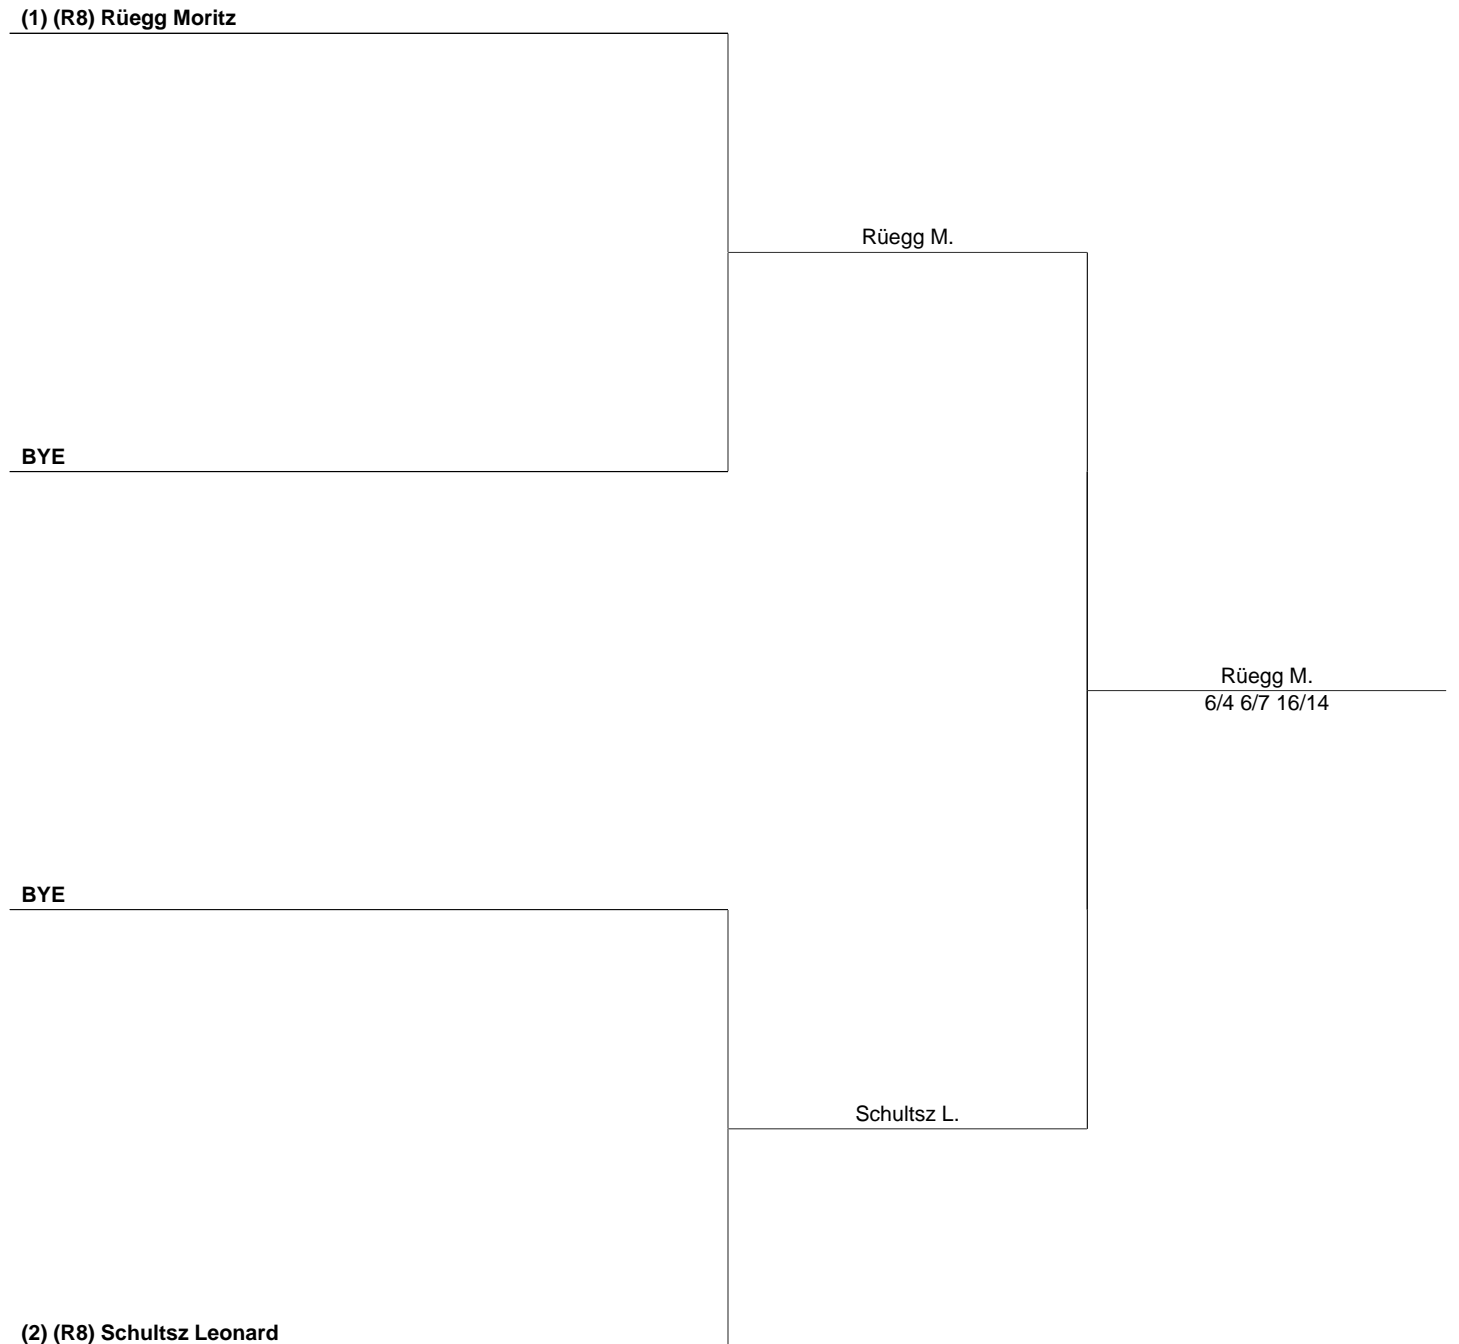 (1) (R8) Rüegg Moritz
Rüegg M.
BYE
Rüegg M.
6/4 6/7 16/14
BYE
Schultsz L.
(2) (R8) Schultsz Leonard